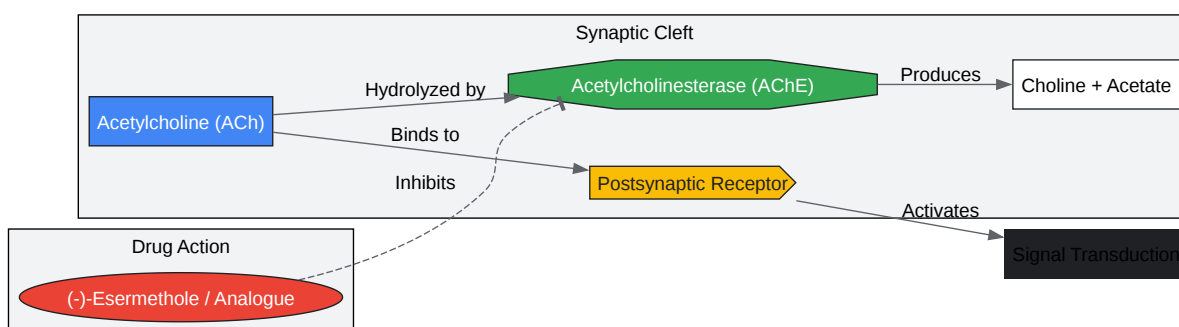 Synaptic Cleft
Acetylcholinesterase (AChE)
Produces
Choline + Acetate
Hydrolyzed by
Acetylcholine (ACh)
Binds to
Inhibits
Postsynaptic Receptor
Activates
Drug Action
Signal Transduction
(-)-Esermethole / Analogue